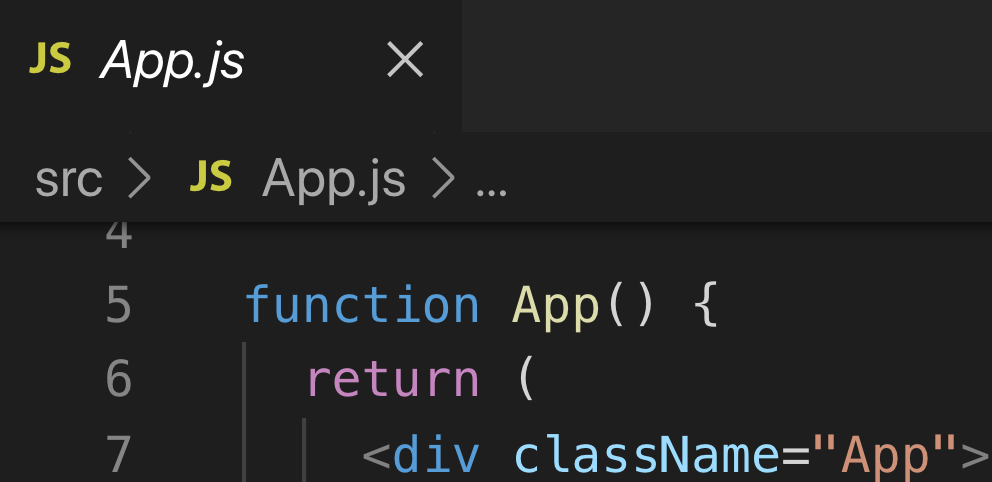 JS App.js ×
src > JS App.js > ...
4
5 function App() {
6 return (
7 <div className="App">